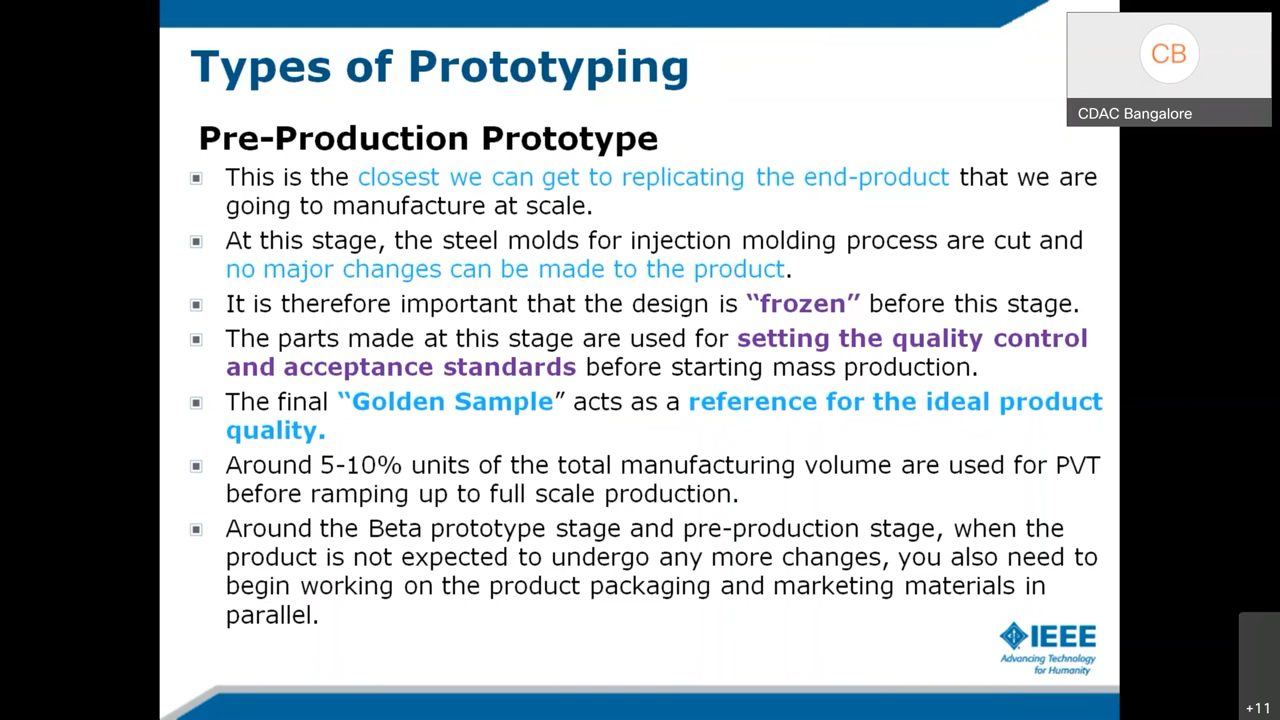 Types of Prototyping
CB
CDAC Bangalore
Pre-Production Prototype
This is the closest we can get to replicating the end-product that we are
going to manufacture at scale.
At this stage, the steel molds for injection molding process are cut and
no major changes can be made to the product.
It is therefore important that the design is “frozen” before this stage.
The parts made at this stage are used for setting the quality control
and acceptance standards before starting mass production.
The final “Golden Sample” acts as a reference for the ideal product
quality.
Around 5-10% units of the total manufacturing volume are used for PVT
before ramping up to full scale production.
Around the Beta prototype stage and pre-production stage, when the
product is not expected to undergo any more changes, you also need to
begin working on the product packaging and marketing materials in
parallel.
IEEE
Advancing Technology
for Humanity
+11